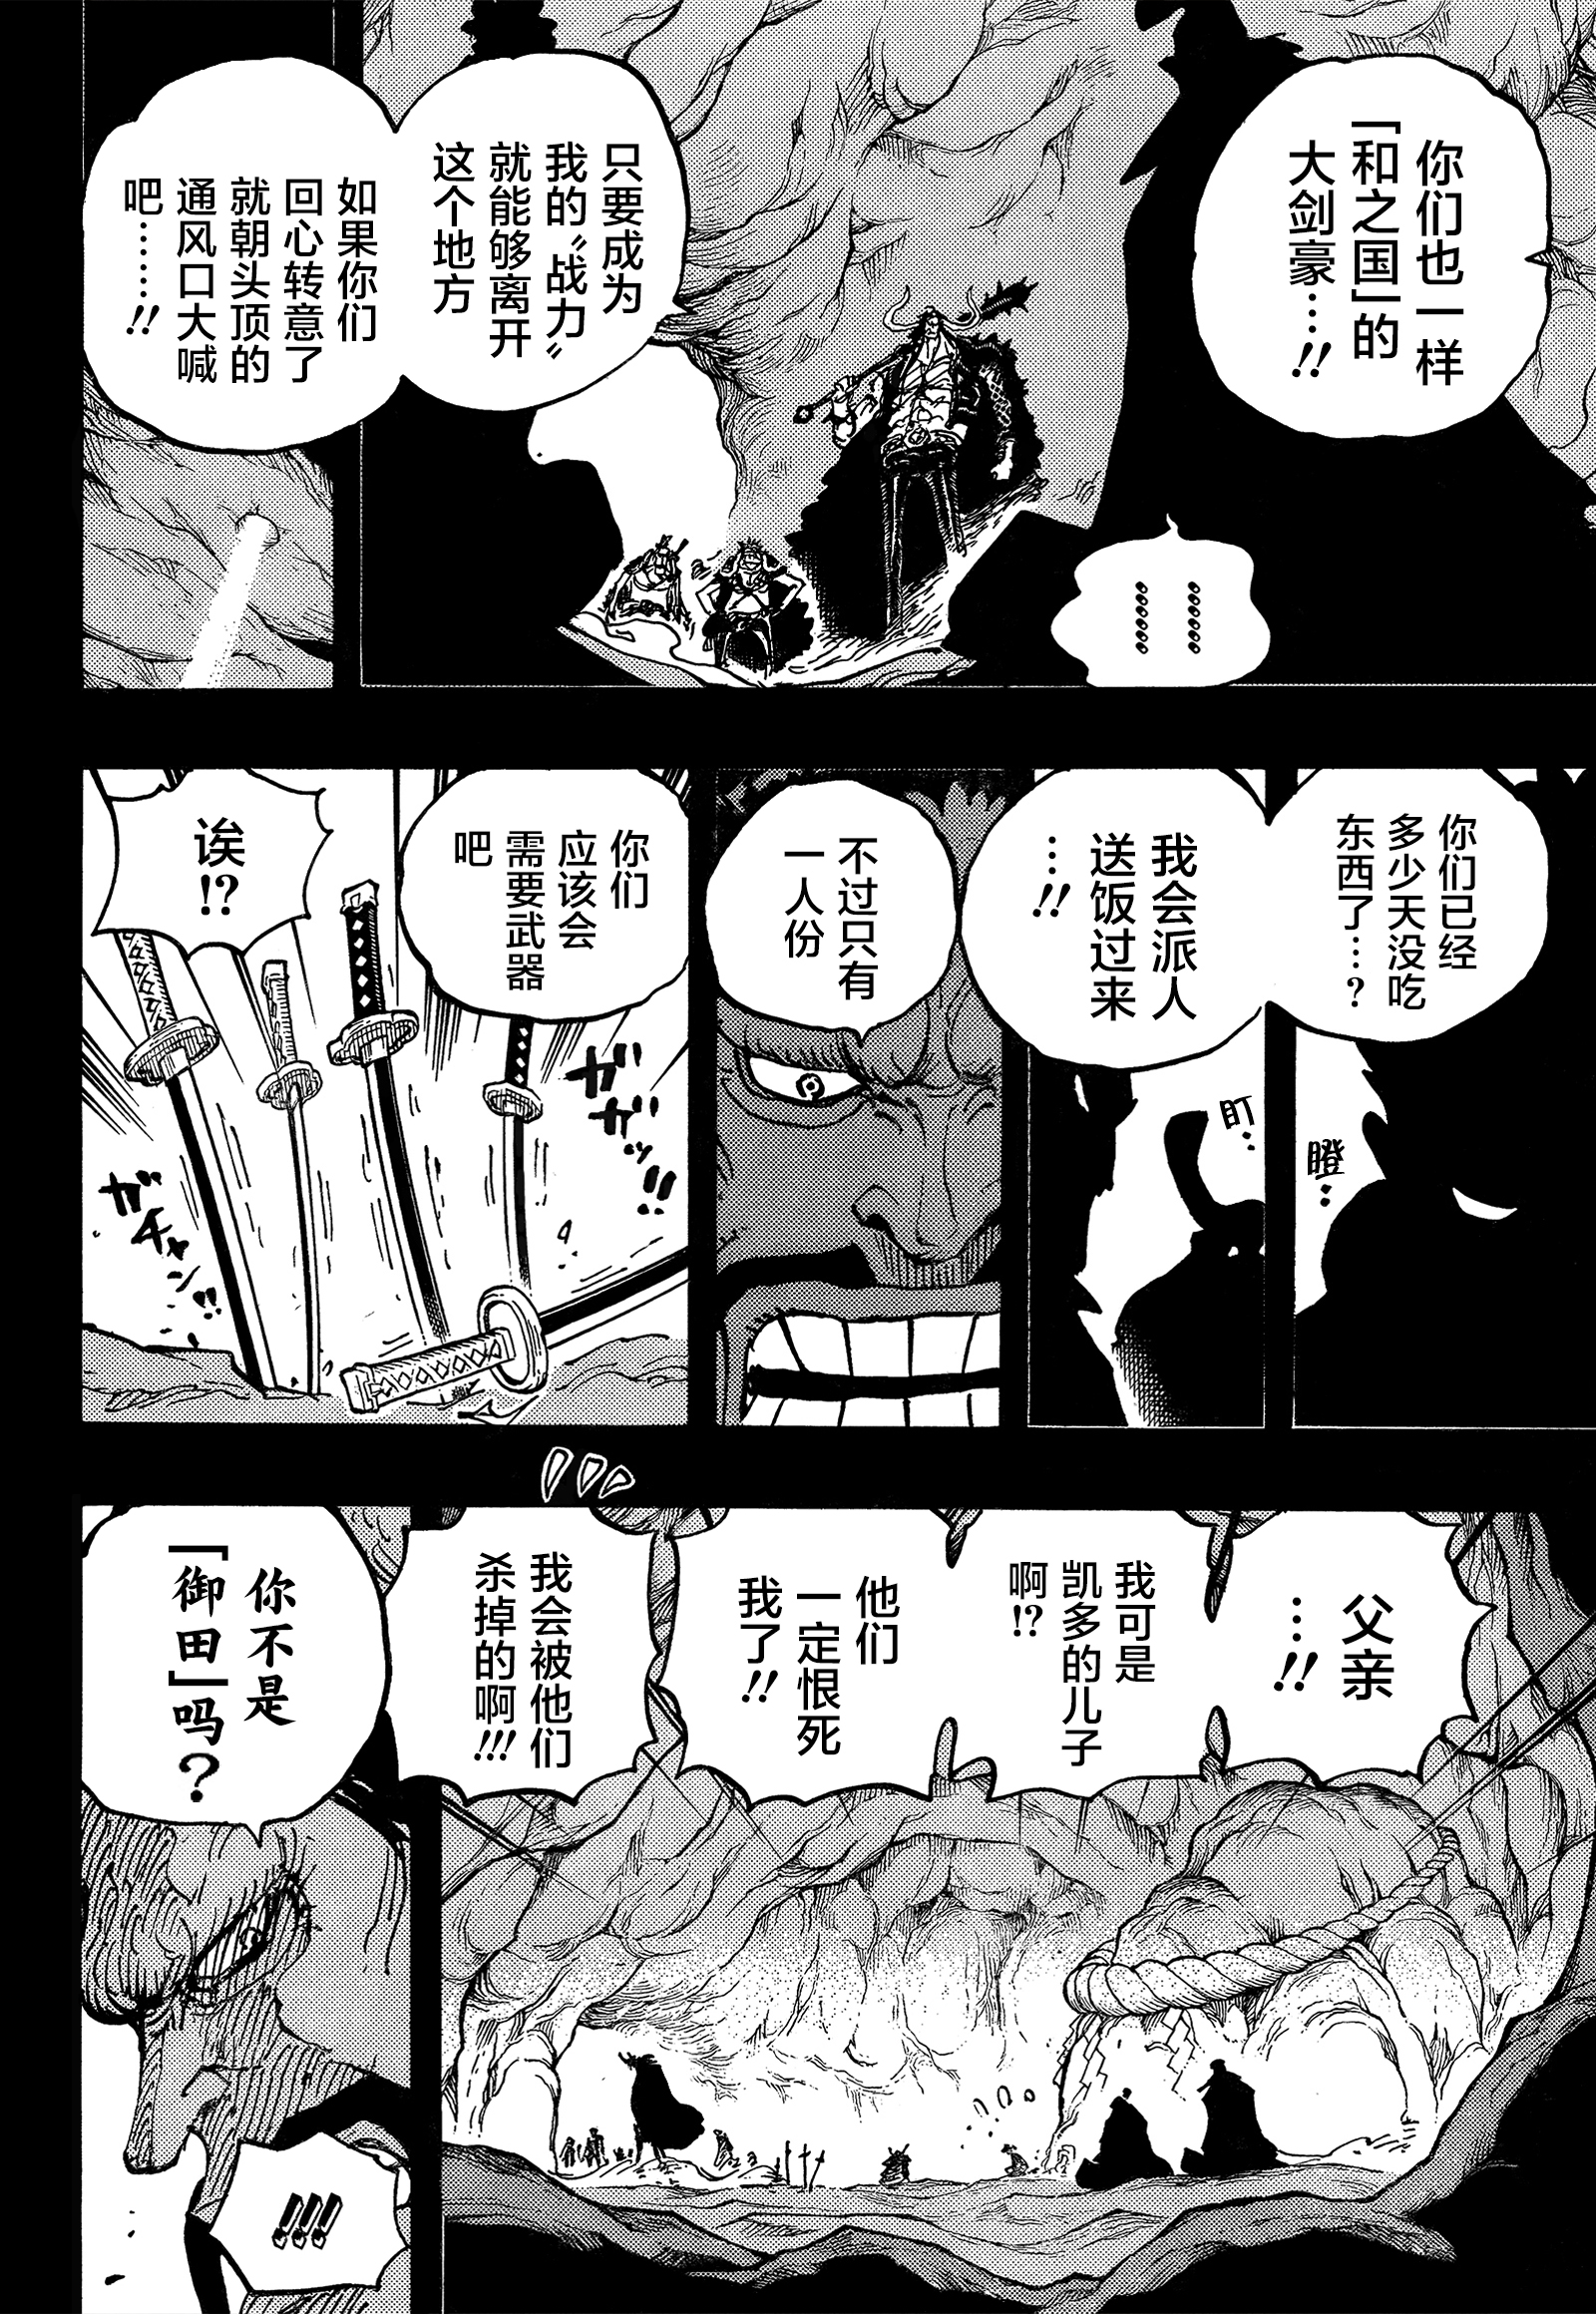 你们也一样
「和之国」的
大剑豪…!!
……
只要成为
我的〝战力〟
就能够离开
这个地方
如果你们
回心转意了
就朝头顶的
通风口大喊
吧……!!
你们已经
多少天没吃
东西了…?
瞪…
我会派人
送饭过来
…!!
盯…
不过只有
一人份
你们
应该会
需要武器
吧
ガガガッ!!
诶!?
ガチャン!!
父亲
…!!
我可是
凯多的儿子
啊!?
他们
一定恨死
我了!!
我会被他们
杀掉的啊!!!
你不是
「御田」吗?
!!!